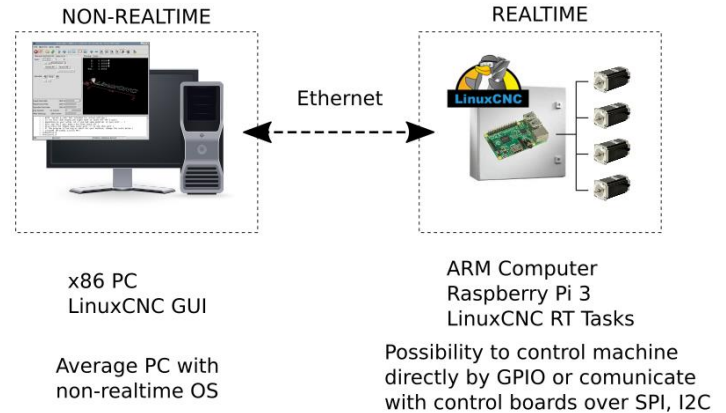 NON-REALTIME
REALTIME
Ethernet
LinuxCNC
x86 PC
LinuxCNC GUI
ARM Computer
Raspberry Pi 3
LinuxCNC RT Tasks
Average PC with
non-realtime OS
Possibility to control machine
directly by GPIO or comunicate
with control boards over SPI, I2C